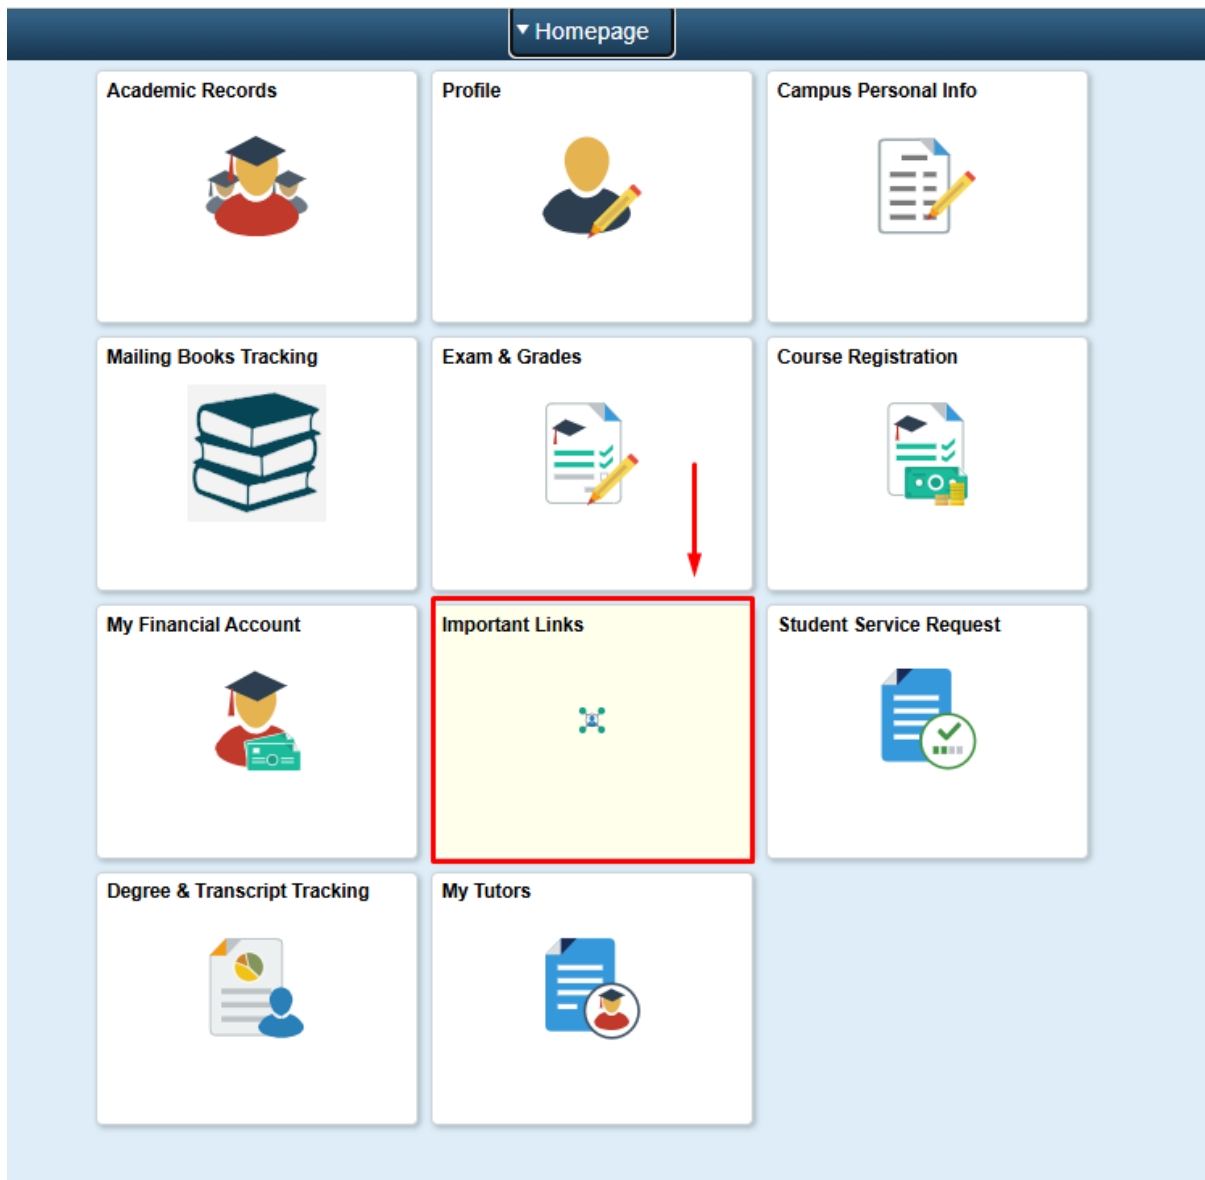 Homepage
Academic Records
Profile
Campus Personal Info
Mailing Books Tracking
Exam & Grades
Course Registration
My Financial Account
Important Links
Student Service Request
Degree & Transcript Tracking
My Tutors